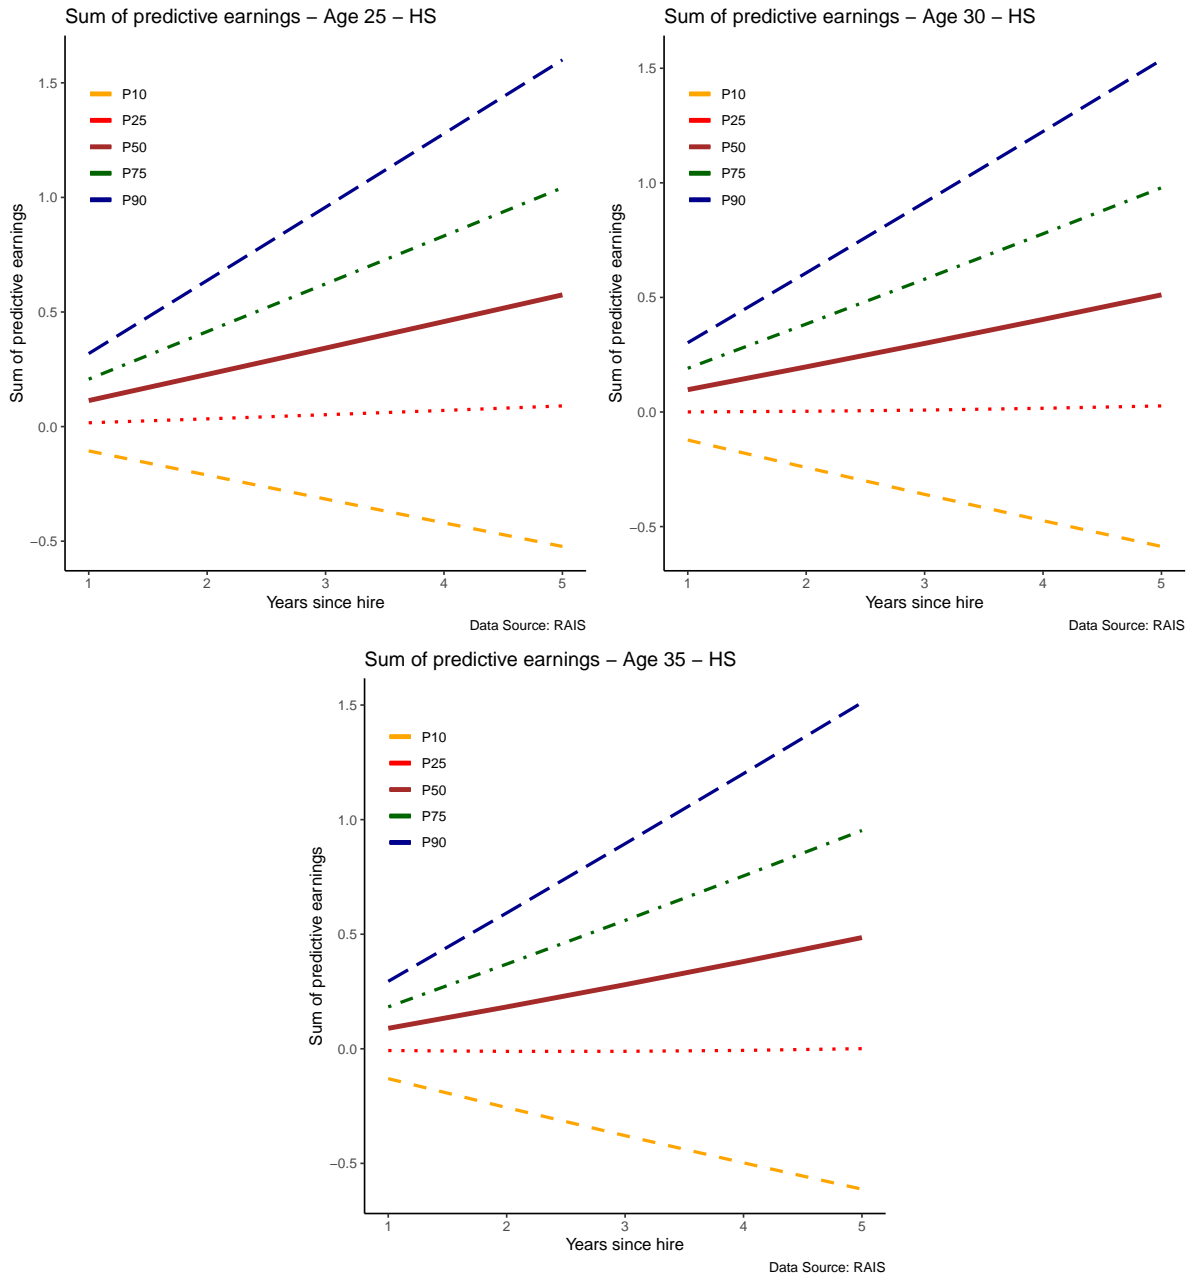 Sum of predictive earnings – Age 25 – HS
Sum of predictive earnings
1.5
1.0
0.5
0.0
−0.5
P10
P25
P50
P75
P90
1 2 3 4 5
Years since hire
Data Source: RAIS
Sum of predictive earnings – Age 30 – HS
Sum of predictive earnings
1.5
1.0
0.5
0.0
−0.5
P10
P25
P50
P75
P90
1 2 3 4 5
Years since hire
Data Source: RAIS
Sum of predictive earnings – Age 35 – HS
Sum of predictive earnings
1.5
1.0
0.5
0.0
−0.5
P10
P25
P50
P75
P90
1 2 3 4 5
Years since hire
Data Source: RAIS